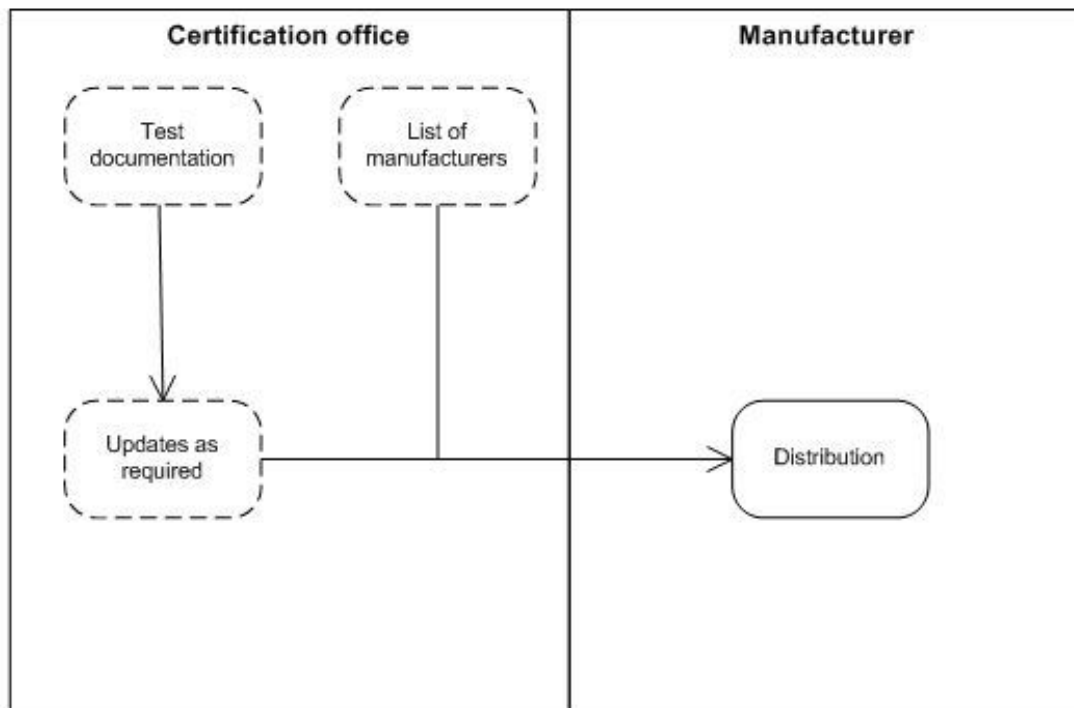 Certification office
Manufacturer
Test
documentation
List of
manufacturers
Updates as
required
Distribution